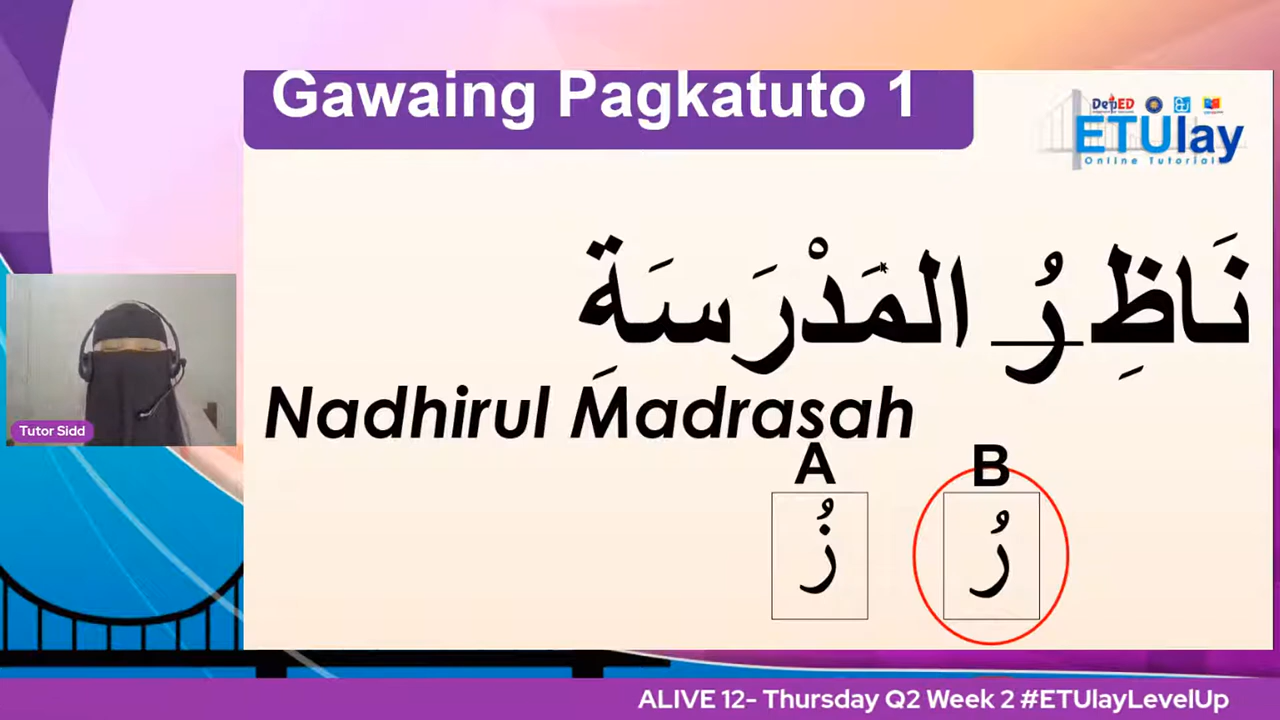 Gawaing Pagkatuto 1
DepED
ETUlay
Online Tutorial
نَاظِرُ المَدْرَسَةِ
Nadhirul Madrasah
A
B
زُ
رُ
Tutor Sidd
ALIVE 12- Thursday Q2 Week 2 #ETUlayLevelUp